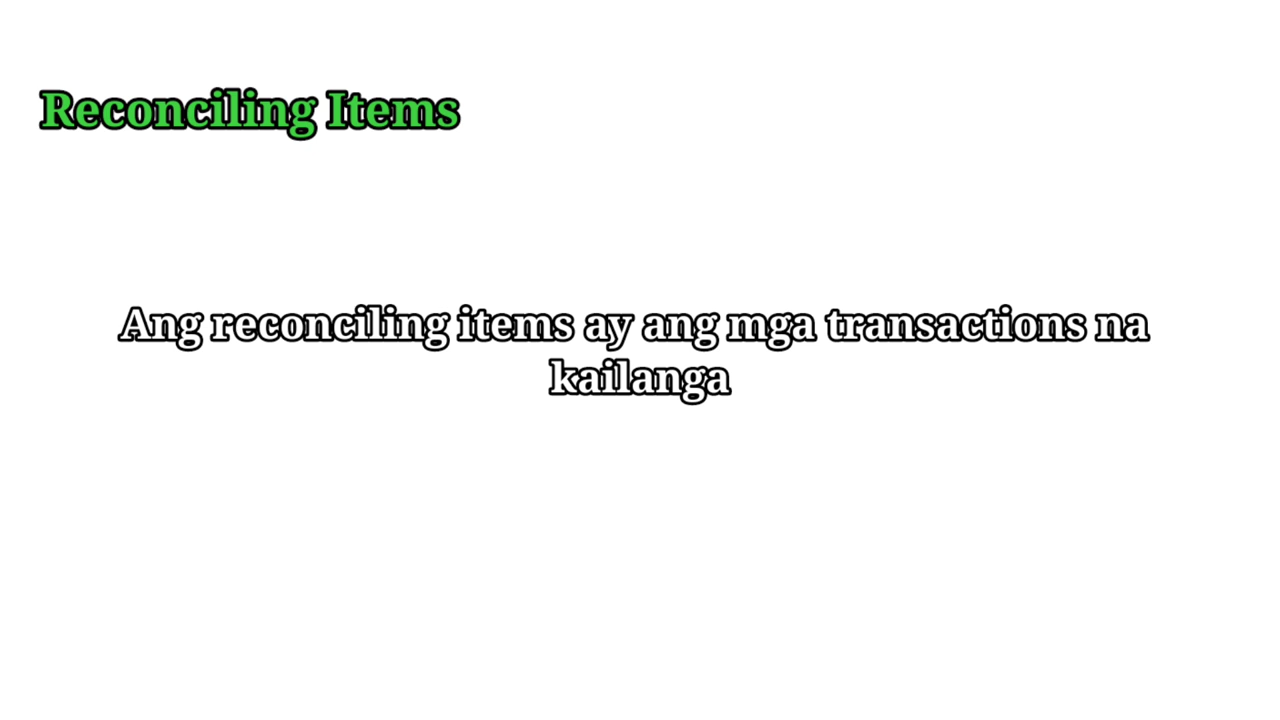 Reconciling Items
Ang reconciling items ay ang mga transactions na
kailanga